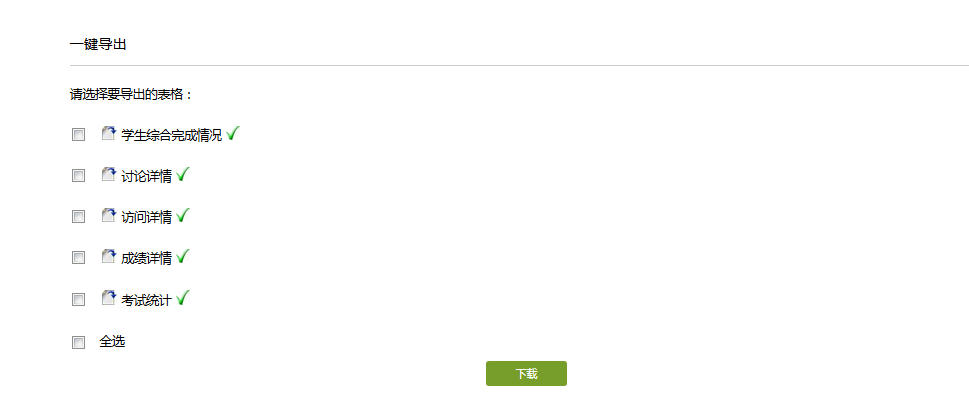 一键导出
请选择要导出的表格：
学生综合完成情况
讨论详情
访问详情
成绩详情
考试统计
全选
下载